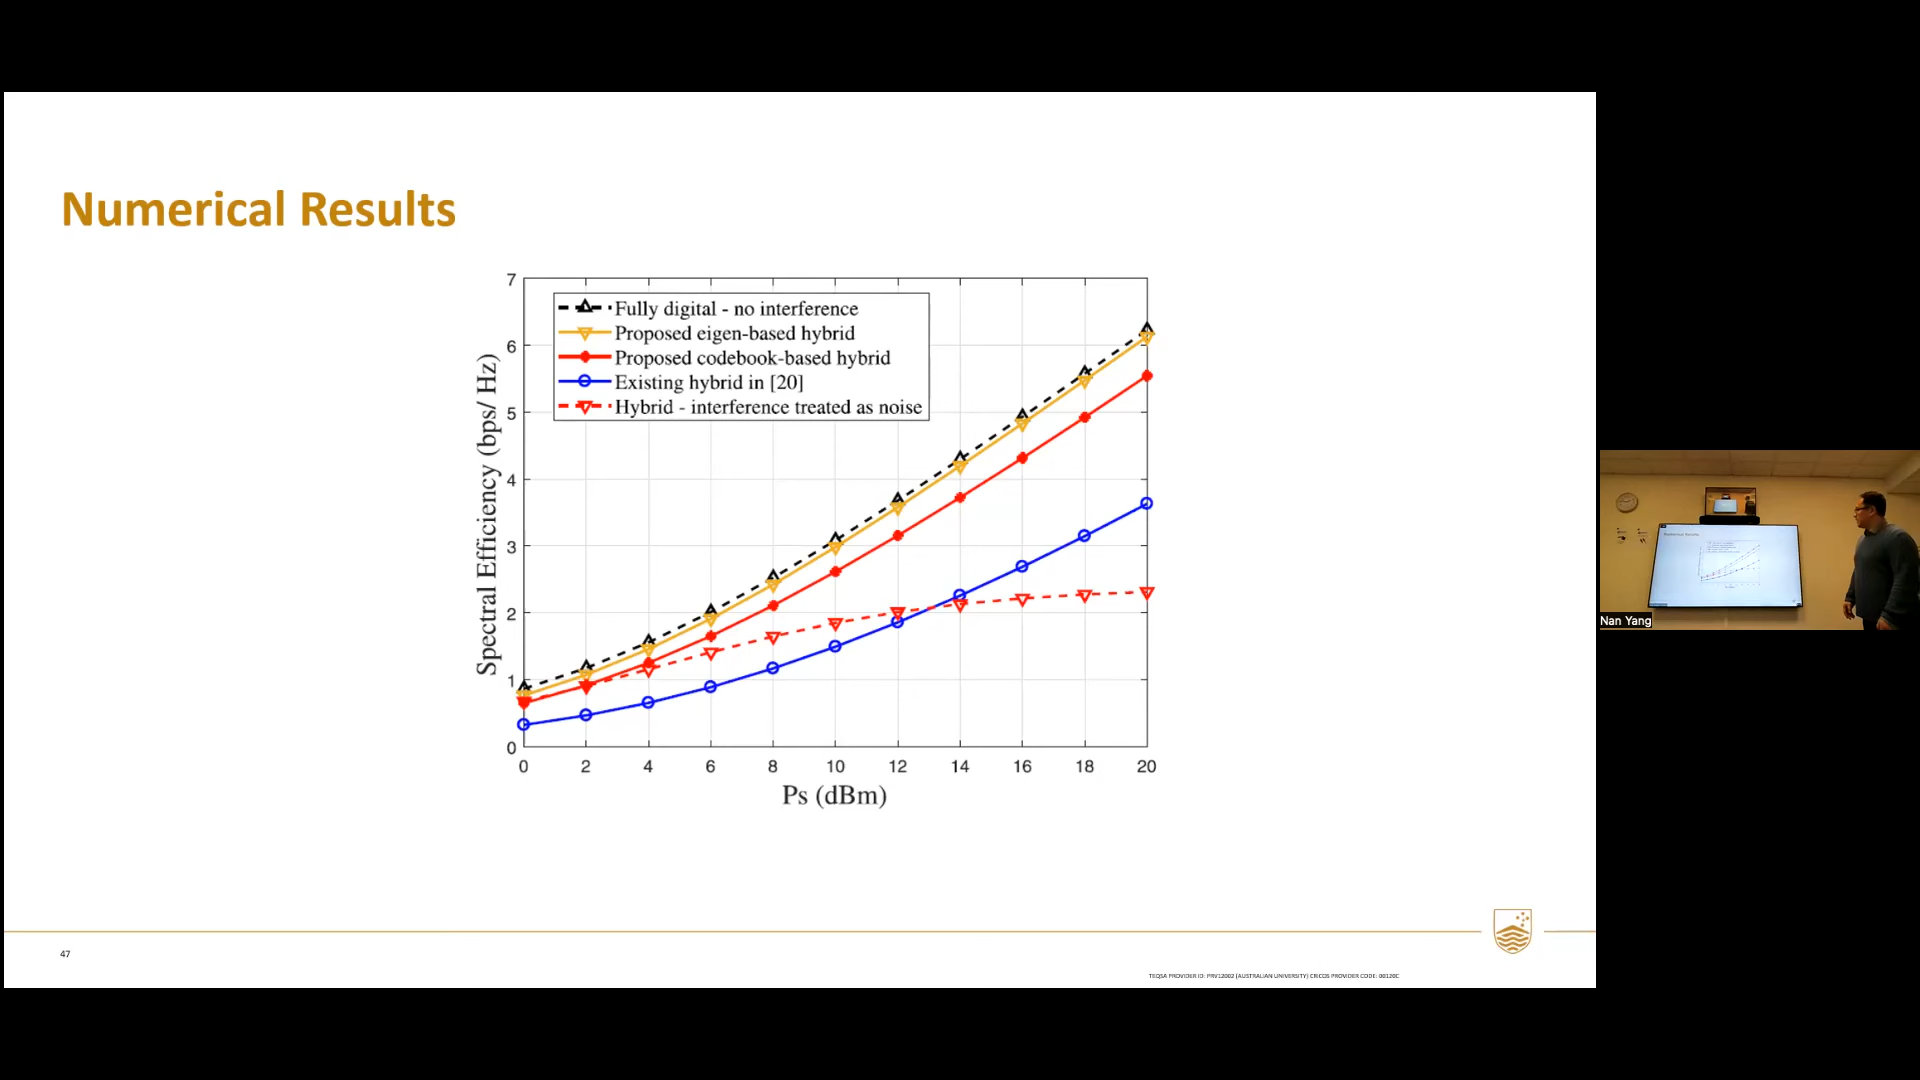 Numerical Results
Fully digital - no interference
Proposed eigen-based hybrid
Proposed codebook-based hybrid
Existing hybrid in [20]
Hybrid - interference treated as noise
Spectral Efficiency (bps/ Hz)
7
6
5
4
3
2
1
0
0 2 4 6 8 10 12 14 16 18 20
Ps (dBm)
47
TEQSA PROVIDER ID: PRV12002 (AUSTRALIAN UNIVERSITY) CRICOS PROVIDER CODE: 00120C
Numerical Results
Nan Yang